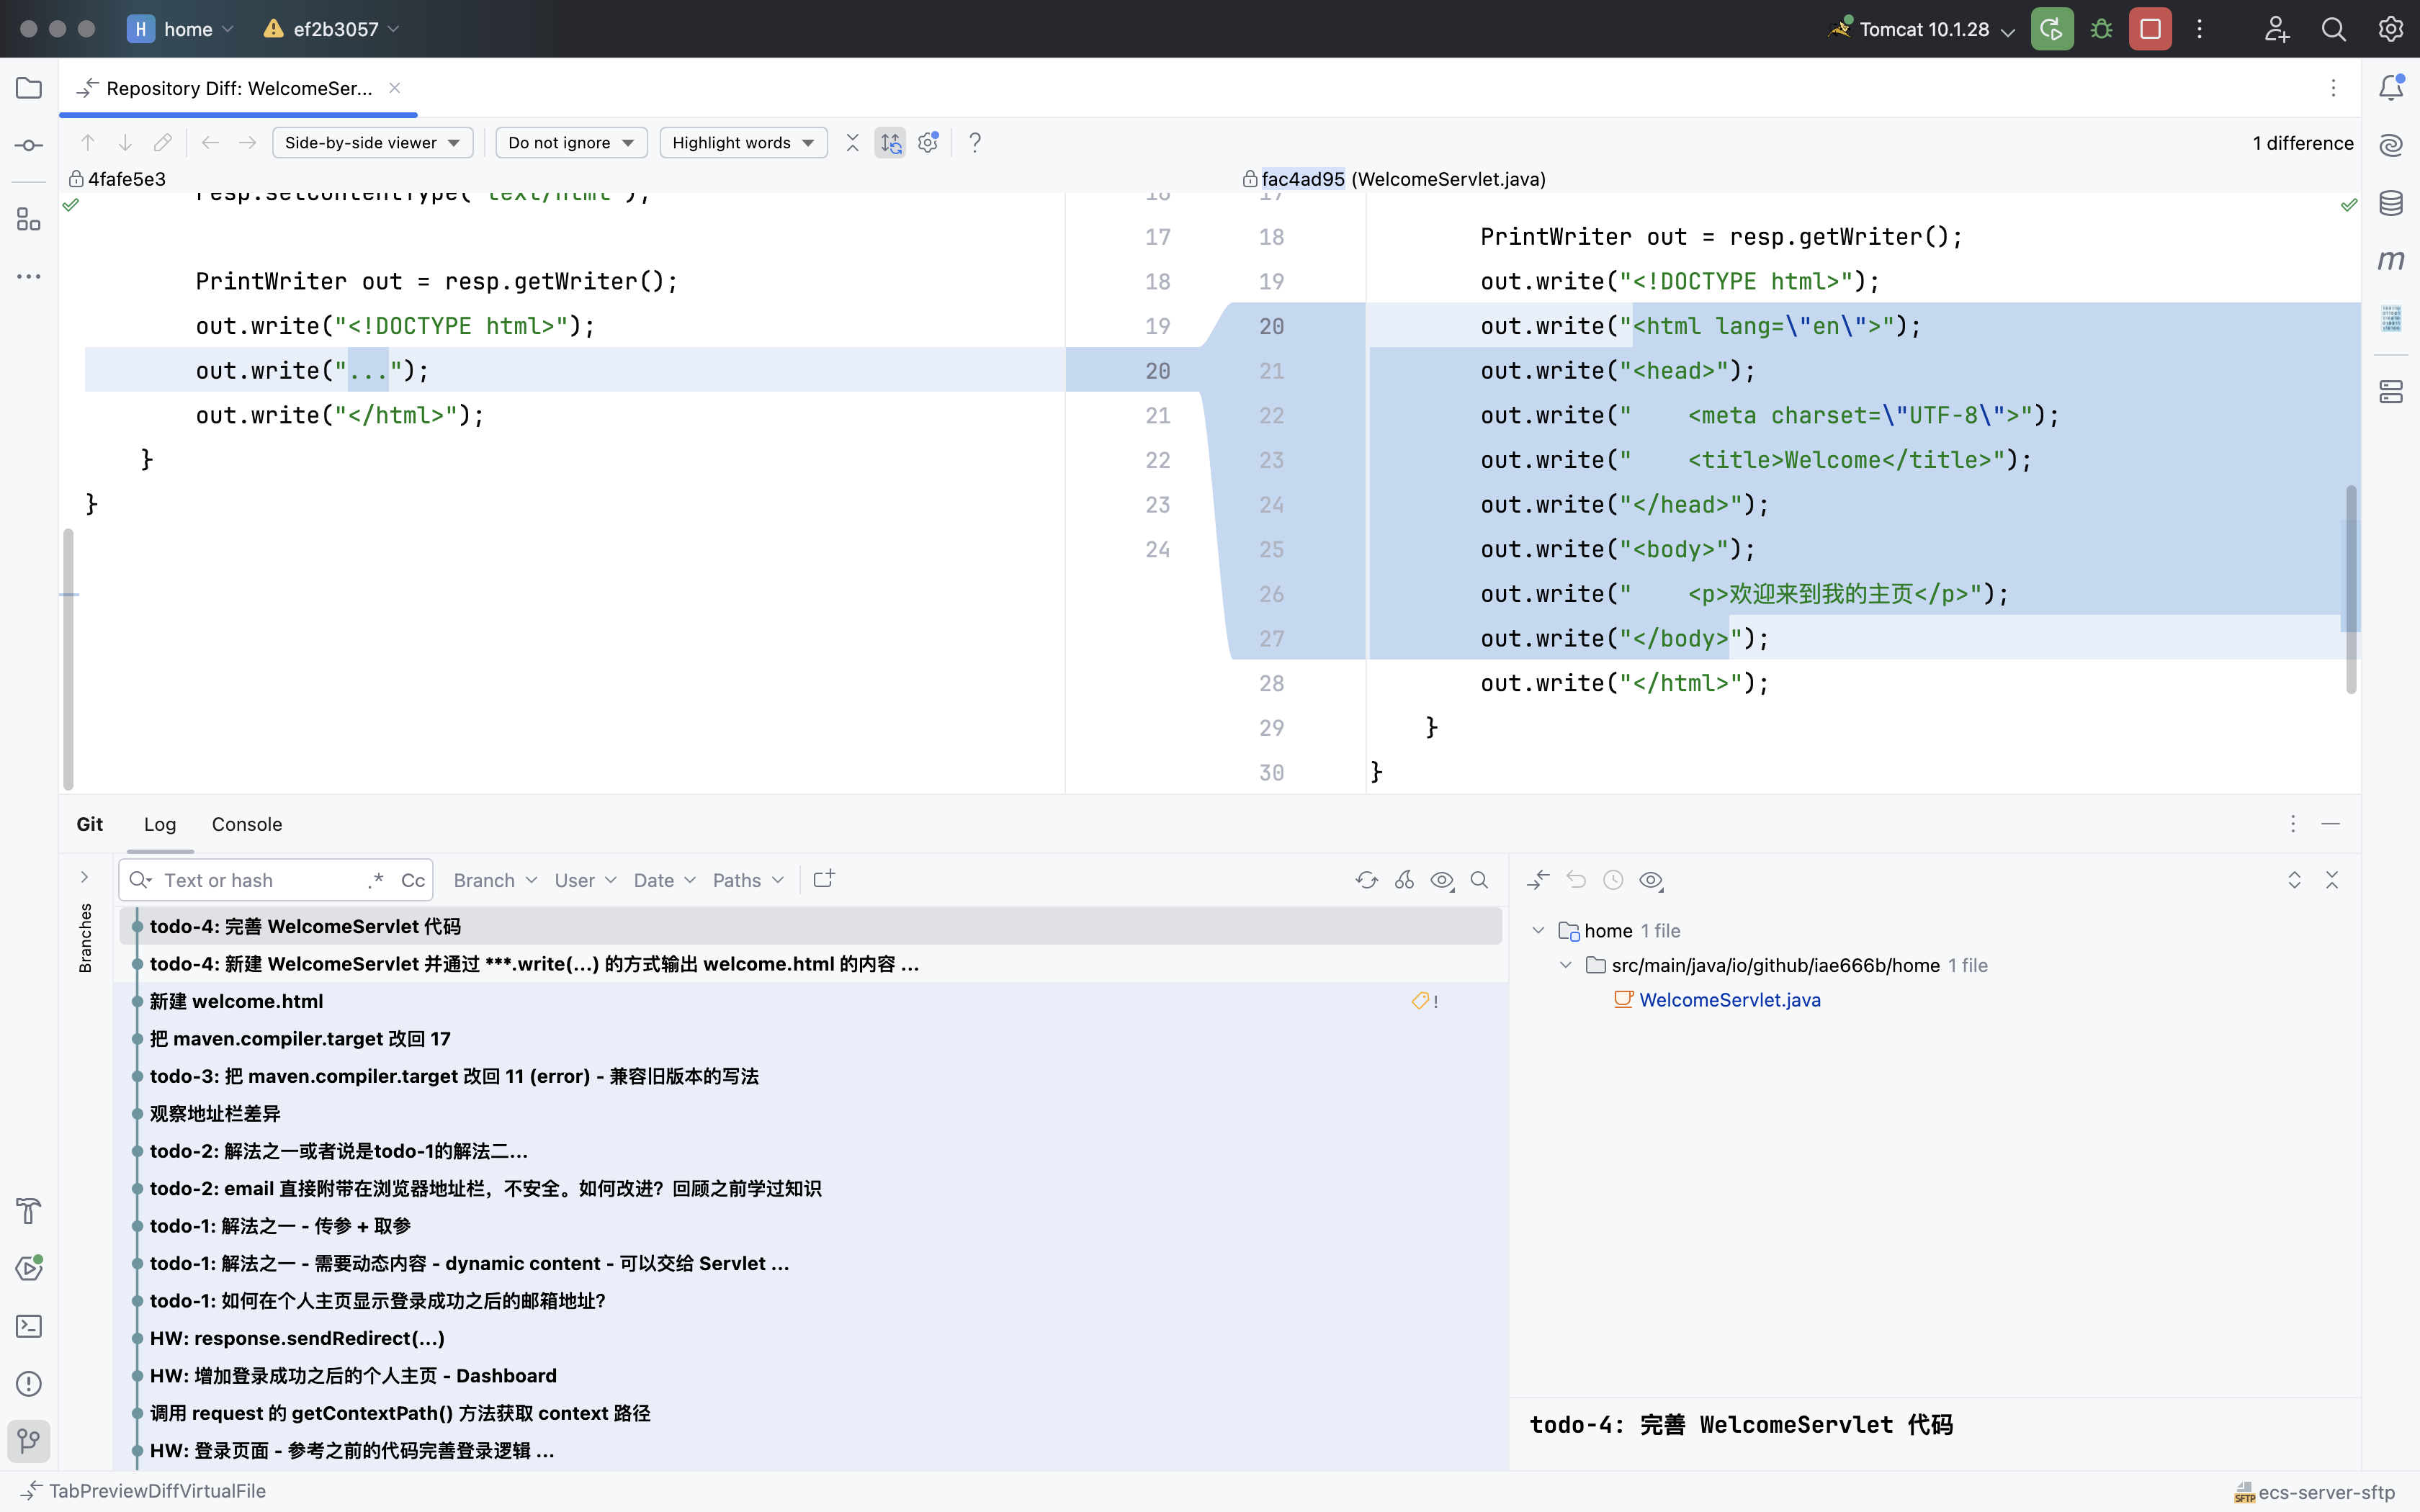 H home ef2b3057 Tomcat 10.1.28
Repository Diff: WelcomeSer...
Side-by-side viewer Do not ignore Highlight words ? 1 difference
4fafe5e3 fac4ad95 (WelcomeServlet.java)
resp.setContentType("text/html");
16
17
18
19
20
21
22
23
24
PrintWriter out = resp.getWriter();
out.write("<!DOCTYPE html>");
out.write("...");
out.write("</html>");
}
}
17
18 PrintWriter out = resp.getWriter();
19 out.write("<!DOCTYPE html>");
20 out.write("<html lang=\"en\">");
21 out.write("<head>");
22 out.write("    <meta charset=\"UTF-8\">");
23 out.write("    <title>Welcome</title>");
24 out.write("</head>");
25 out.write("<body>");
26 out.write("    <p>欢迎来到我的主页</p>");
27 out.write("</body>");
28 out.write("</html>");
29 }
30 }
m
Git Log Console
Branches
Text or hash .* Cc Branch User Date Paths
todo-4: 完善 WelcomeServlet 代码
todo-4: 新建 WelcomeServlet 并通过 ***.write(...) 的方式输出 welcome.html 的内容 ...
新建 welcome.html !
把 maven.compiler.target 改回 17
todo-3: 把 maven.compiler.target 改回 11 (error) - 兼容旧版本的写法
观察地址栏差异
todo-2: 解法之一或者说是todo-1的解法二...
todo-2: email 直接附带在浏览器地址栏，不安全。如何改进？回顾之前学过知识
todo-1: 解法之一 - 传参 + 取参
todo-1: 解法之一 - 需要动态内容 - dynamic content - 可以交给 Servlet ...
todo-1: 如何在个人主页显示登录成功之后的邮箱地址？
HW: response.sendRedirect(...)
HW: 增加登录成功之后的个人主页 - Dashboard
调用 request 的 getContextPath() 方法获取 context 路径
HW: 登录页面 - 参考之前的代码完善登录逻辑 ...
home 1 file
src/main/java/io/github/iae666b/home 1 file
WelcomeServlet.java
todo-4: 完善 WelcomeServlet 代码
TabPreviewDiffVirtualFile
SFTP ecs-server-sftp